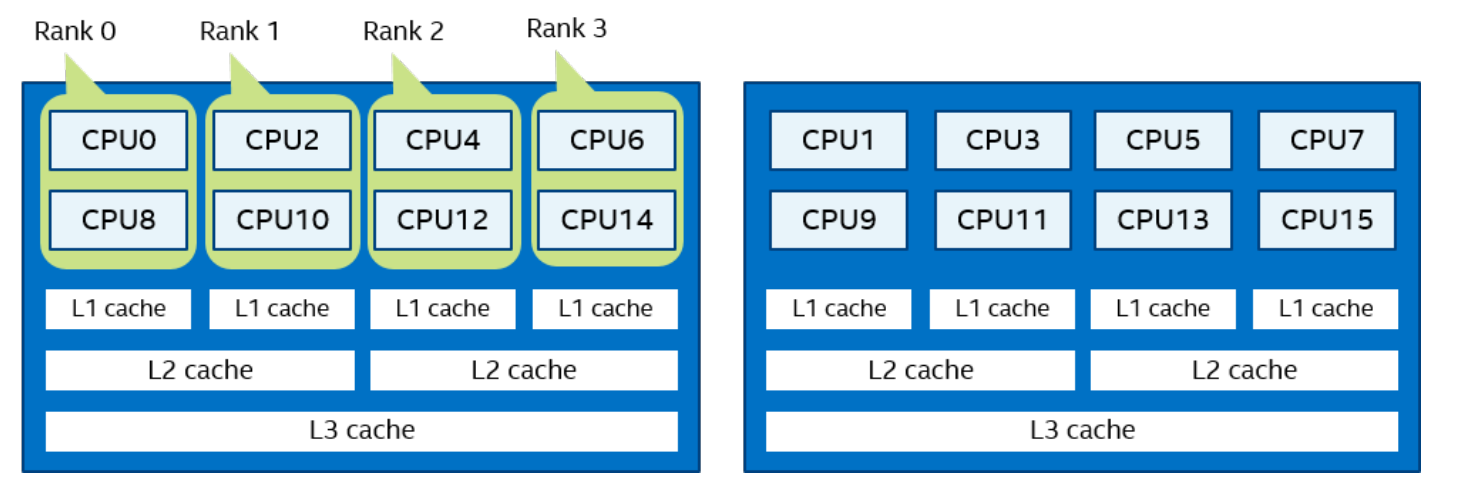 Rank 0 Rank 1 Rank 2 Rank 3
CPU0 CPU2 CPU4 CPU6 CPU1 CPU3 CPU5 CPU7
CPU8 CPU10 CPU12 CPU14 CPU9 CPU11 CPU13 CPU15
L1 cache L1 cache L1 cache L1 cache L1 cache L1 cache L1 cache L1 cache
L2 cache L2 cache L2 cache L2 cache
L3 cache L3 cache